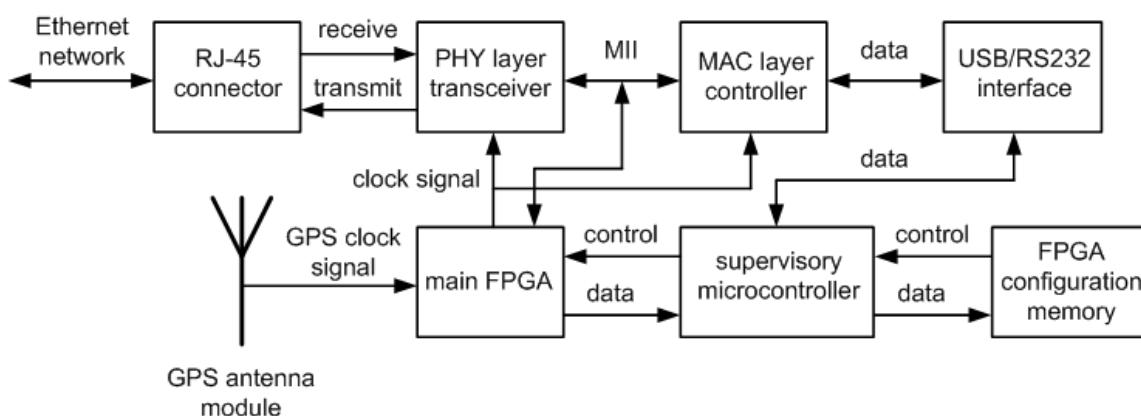 Ethernet
network
RJ-45
connector
receive
transmit
PHY layer
transceiver
MII
MAC layer
controller
data
USB/RS232
interface
clock signal
data
GPS clock
signal
main FPGA
control
data
supervisory
microcontroller
control
data
FPGA
configuration
memory
GPS antenna
module